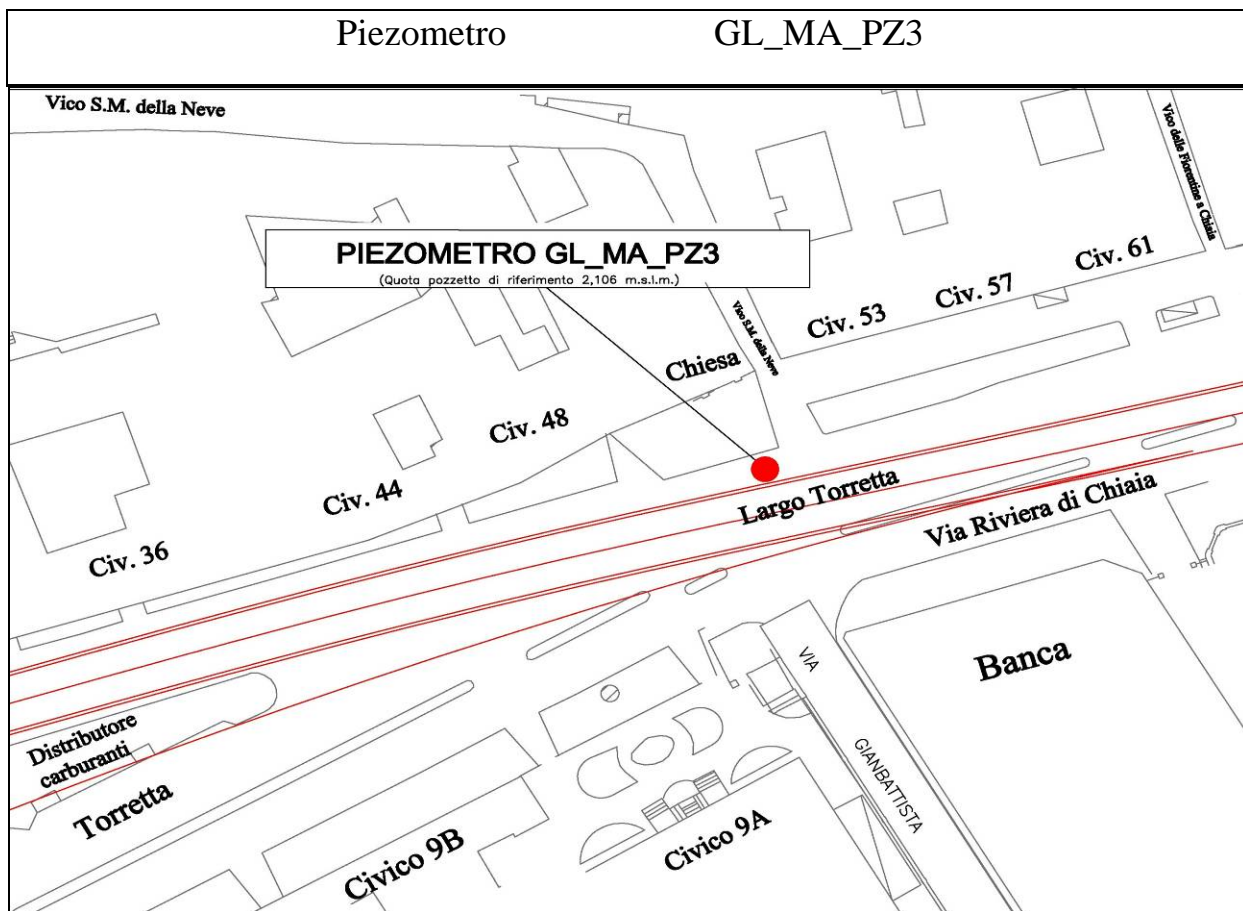 Piezometro GL_MA_PZ3
Vico S.M. della Neve
Vico delle Fiorentine a Chiaia
PIEZOMETRO GL_MA_PZ3
(Quota pozzetto di riferimento 2,106 m.s.l.m.)
Civ. 61
Civ. 57
Civ. 53
Vico S.M. della Neve
Chiesa
Civ. 48
Civ. 44
Civ. 36
Largo Torretta
Via Riviera di Chiaia
Banca
VIA
GIANBATTISTA
Distributore
carburanti
Torretta
Civico 9B
Civico 9A